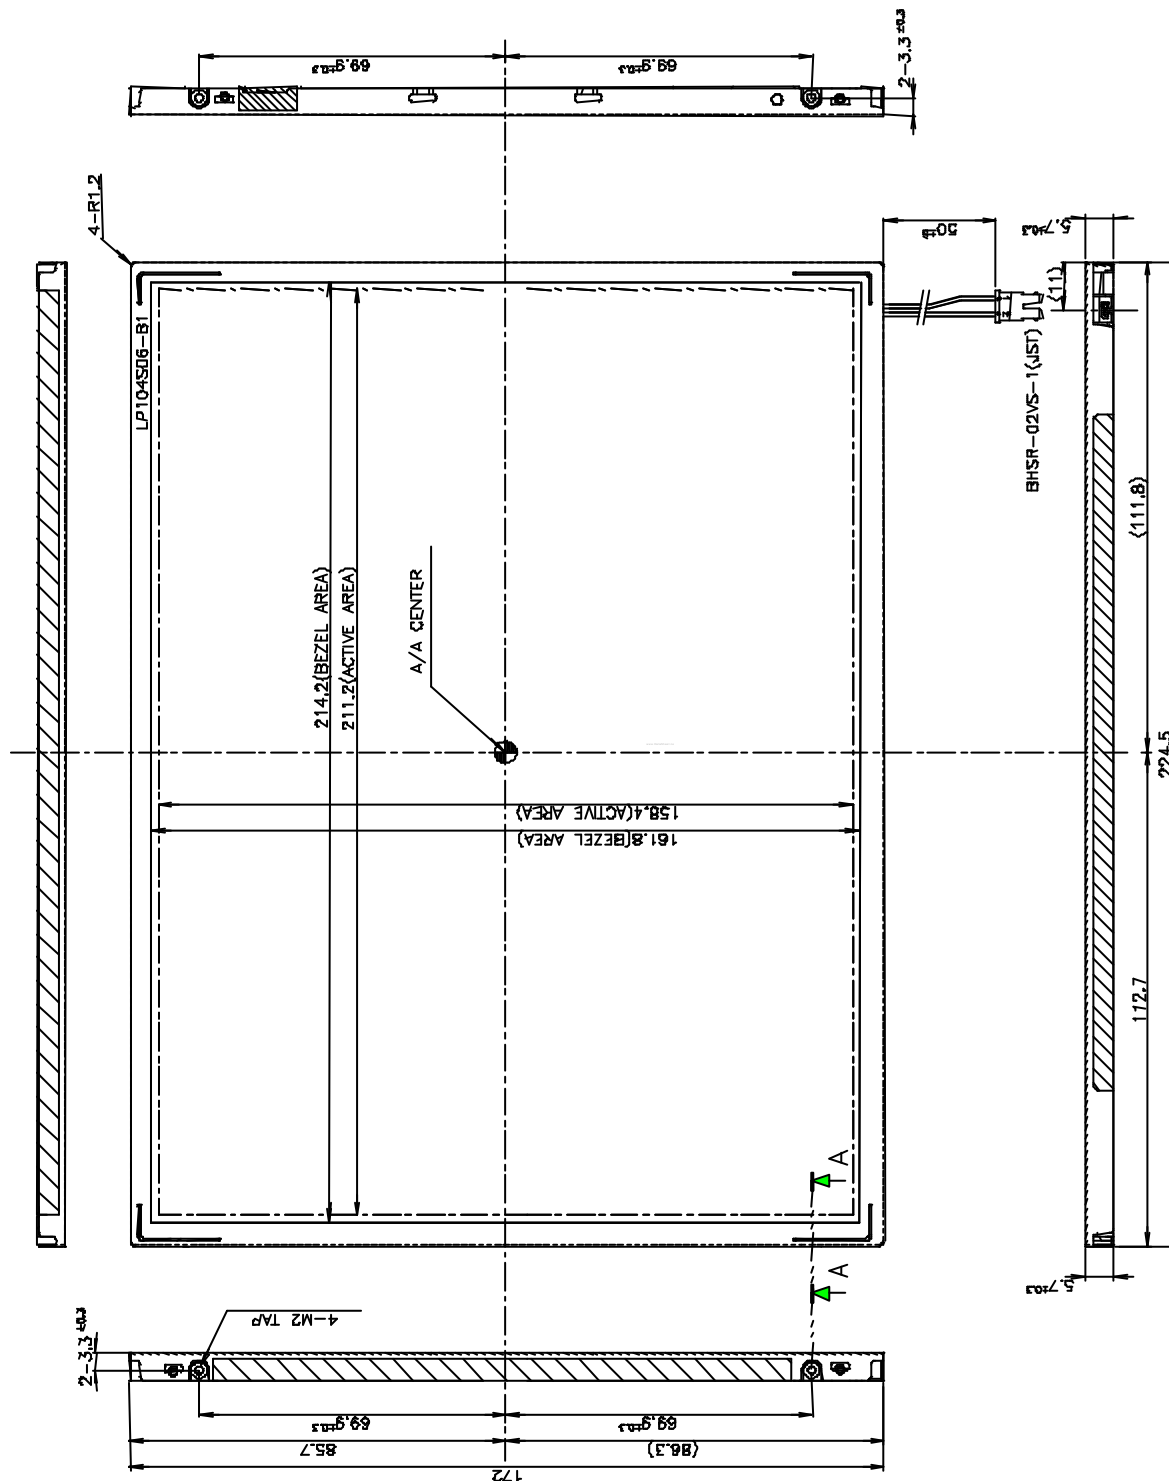 69.9±0.3
69.9±0.3
2-3.3±0.3
4-R1.2
50
5.7±0.3
(11)
LP104S06-B1
BHSR-02VS-1(JST)
(111.8)
214.2(BEZEL AREA)
211.2(ACTIVE AREA)
A/A CENTER
224.5
158.4(ACTIVE AREA)
161.8(BEZEL AREA)
112.7
A
A
5.7±0.3
4-M2 TAP
2-3.3±0.3
69.9±0.3
69.9±0.3
85.7
(86.3)
172